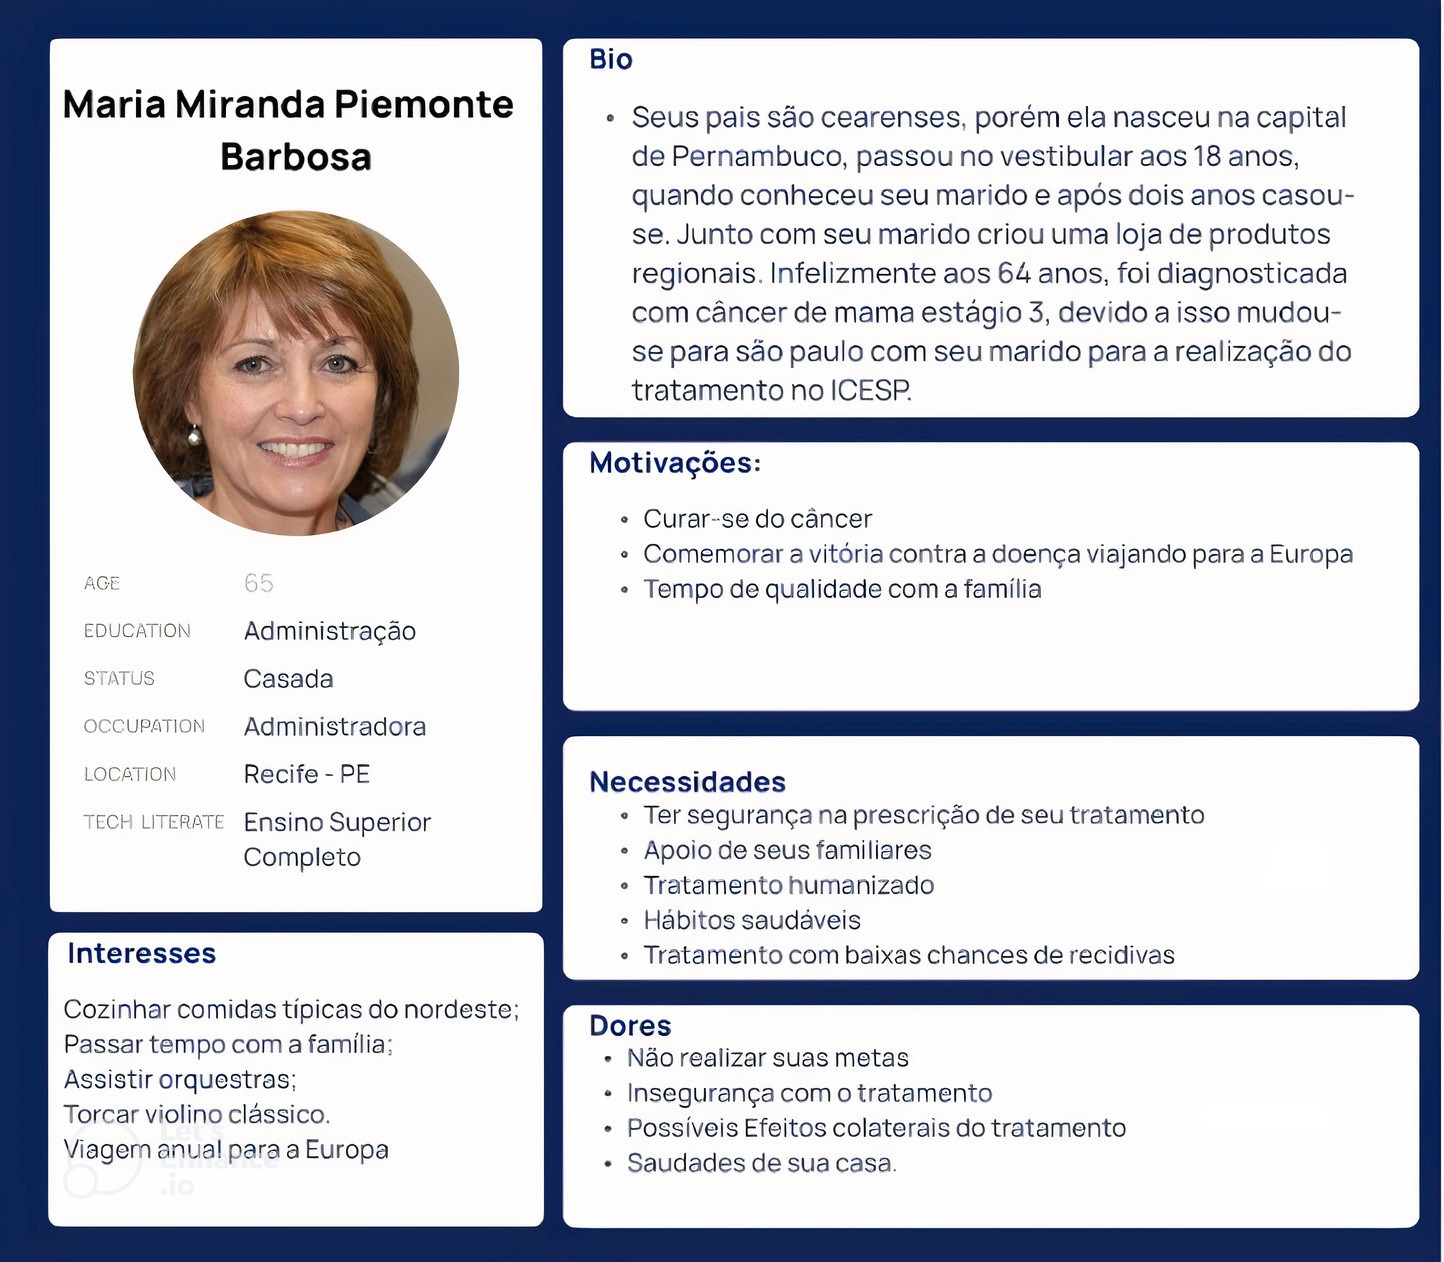 Maria Miranda Piemonte
Barbosa
AGE 65
EDUCATION Administração
STATUS Casada
OCCUPATION Administradora
LOCATION Recife - PE
TECH LITERATE Ensino Superior
Completo
Interesses
Cozinhar comidas típicas do nordeste;
Passar tempo com a família;
Assistir orquestras;
Torcar violino clássico.
Viagem anual para a Europa
Let's
Enhance
.io
Bio
• Seus pais são cearenses, porém ela nasceu na capital
de Pernambuco, passou no vestibular aos 18 anos,
quando conheceu seu marido e após dois anos casou-
se. Junto com seu marido criou uma loja de produtos
regionais. Infelizmente aos 64 anos, foi diagnosticada
com câncer de mama estágio 3, devido a isso mudou-
se para são paulo com seu marido para a realização do
tratamento no ICESP.
Motivações:
• Curar-se do câncer
• Comemorar a vitória contra a doença viajando para a Europa
• Tempo de qualidade com a família
Necessidades
• Ter segurança na prescrição de seu tratamento
• Apoio de seus familiares
• Tratamento humanizado
• Hábitos saudáveis
• Tratamento com baixas chances de recidivas
Dores
• Não realizar suas metas
• Insegurança com o tratamento
• Possíveis Efeitos colaterais do tratamento
• Saudades de sua casa.